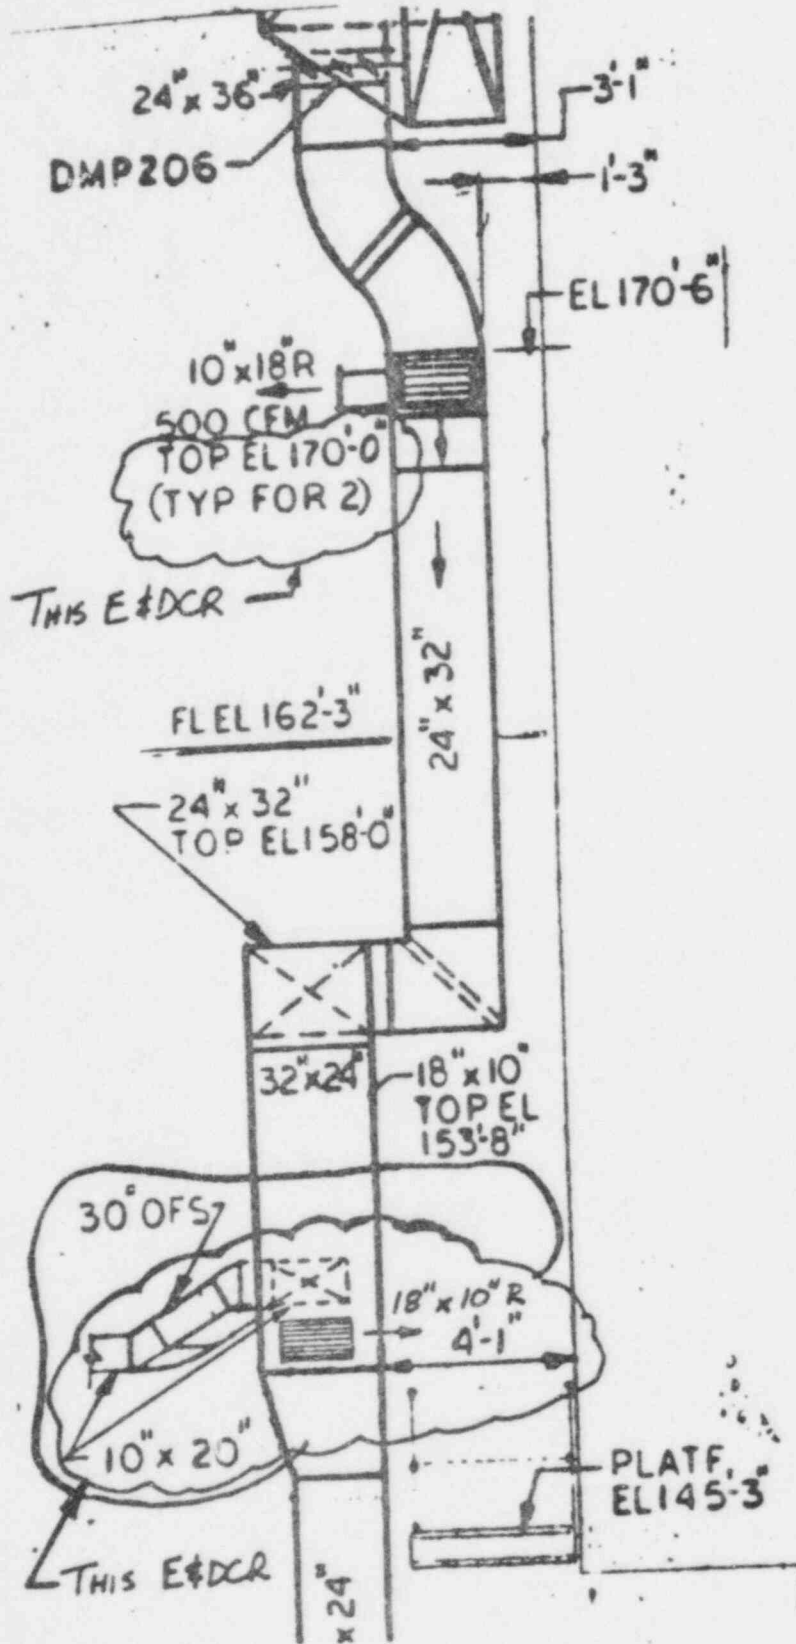 24" x 36"
3'-1"
DMP206
1'-3"
EL 170'-6"
10" x 18" R
500 CFM
TOP EL 170'-0"
(TYP FOR 2)
THIS E&DCR
24" x 32"
FL EL 162'-3"
24" x 32"
TOP EL 158'-0"
32" x 24"
18" x 10"
TOP EL
153'-8"
30° OFS
18" x 10" R
4'-1"
10" x 20"
PLATF.
EL 145'-3"
THIS E&DCR
x 24"